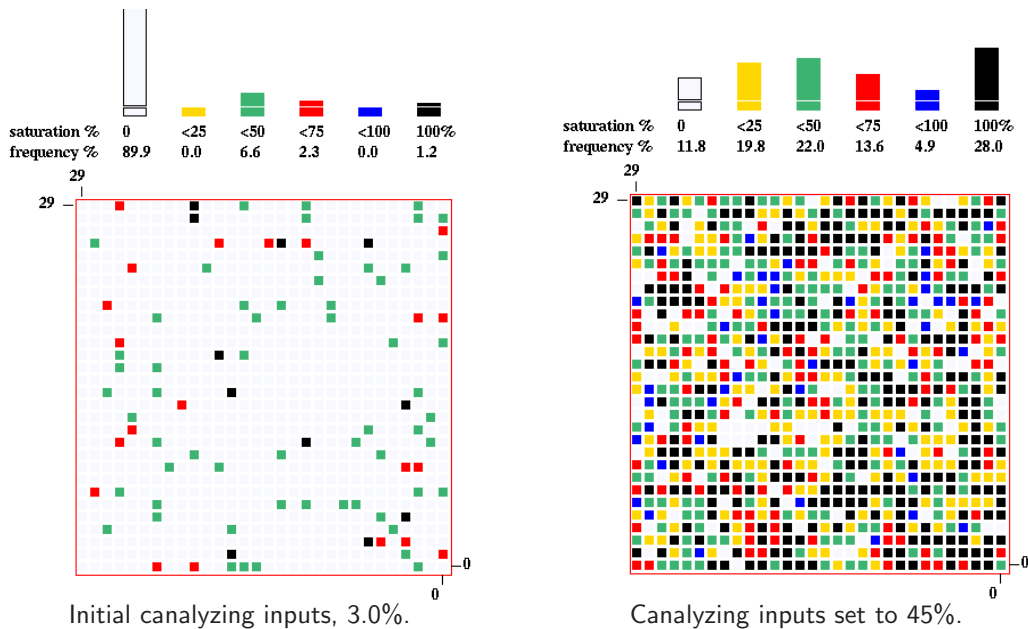 saturation % 0 <25 <50 <75 <100 100%
frequency % 89.9 0.0 6.6 2.3 0.0 1.2
29
29
0
0
Initial canalyzing inputs, 3.0%.
saturation % 0 <25 <50 <75 <100 100%
frequency % 11.8 19.8 22.0 13.6 4.9 28.0
29
29
0
0
Canalyzing inputs set to 45%.